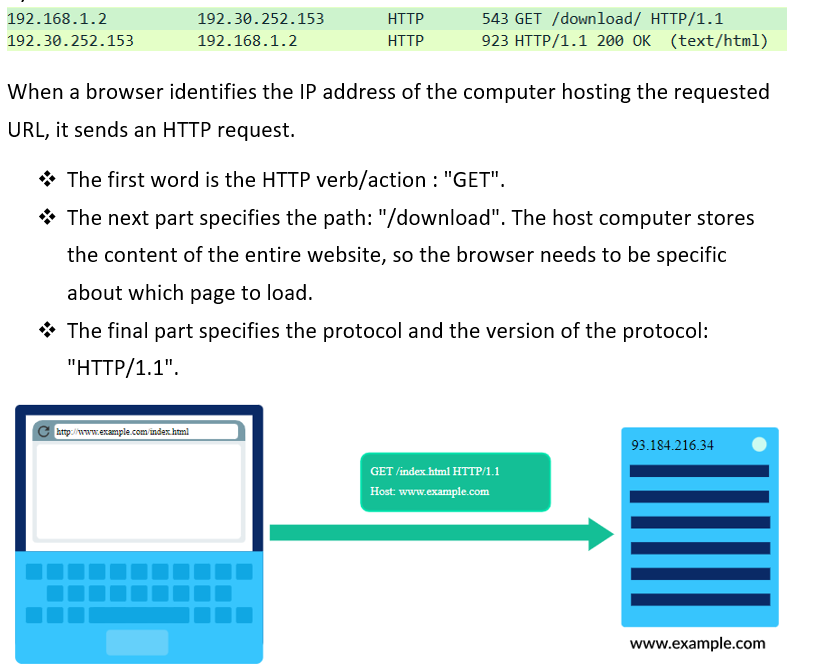 192.168.1.2 192.30.252.153 HTTP 543 GET /download/ HTTP/1.1
192.30.252.153 192.168.1.2 HTTP 923 HTTP/1.1 200 OK (text/html)
When a browser identifies the IP address of the computer hosting the requested
URL, it sends an HTTP request.
❖ The first word is the HTTP verb/action : "GET".
❖ The next part specifies the path: "/download". The host computer stores
the content of the entire website, so the browser needs to be specific
about which page to load.
❖ The final part specifies the protocol and the version of the protocol:
"HTTP/1.1".
http://www.example.com/index.html
GET /index.html HTTP/1.1
Host: www.example.com
93.184.216.34
www.example.com